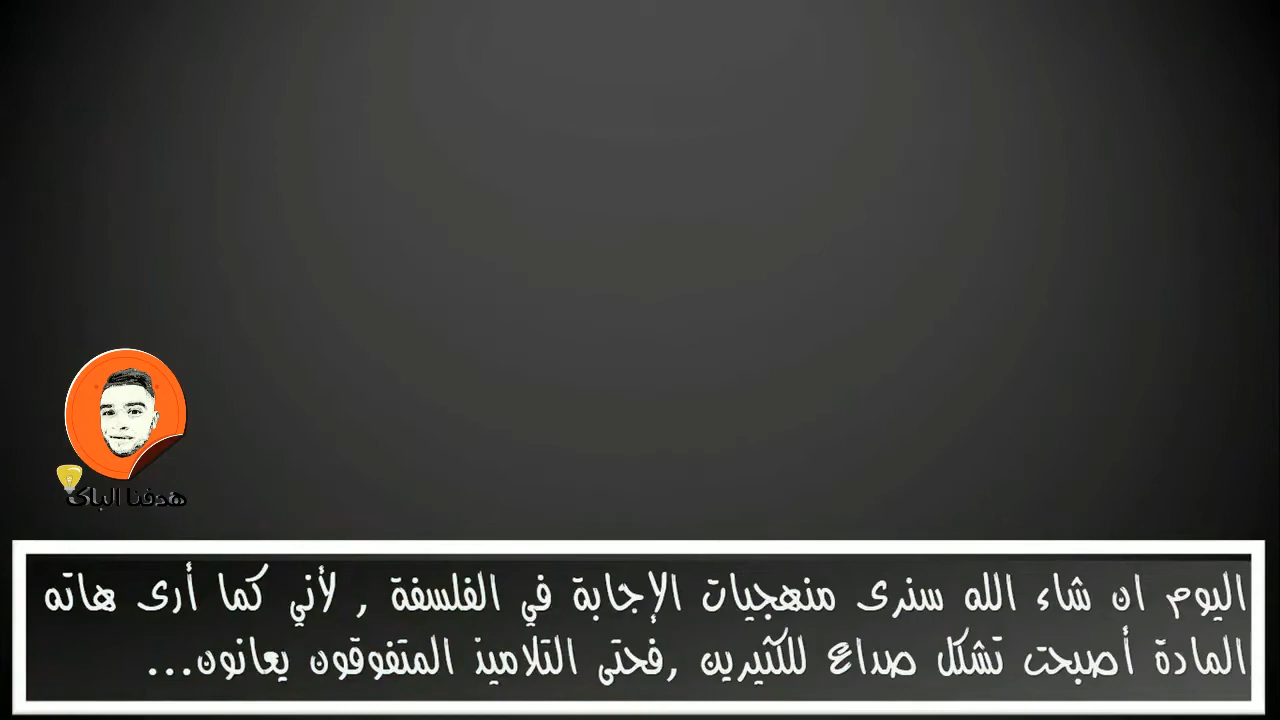 هدفنا الباك
اليوم ان شاء الله سنرى منهجيات الإجابة في الفلسفة , لأني كما أرى هاته
المادة أصبحت تشكل صداع للكثيرين ,فحتى التلاميذ المتفوقون يعانون...